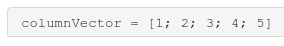 columnVector = [1; 2; 3; 4; 5]